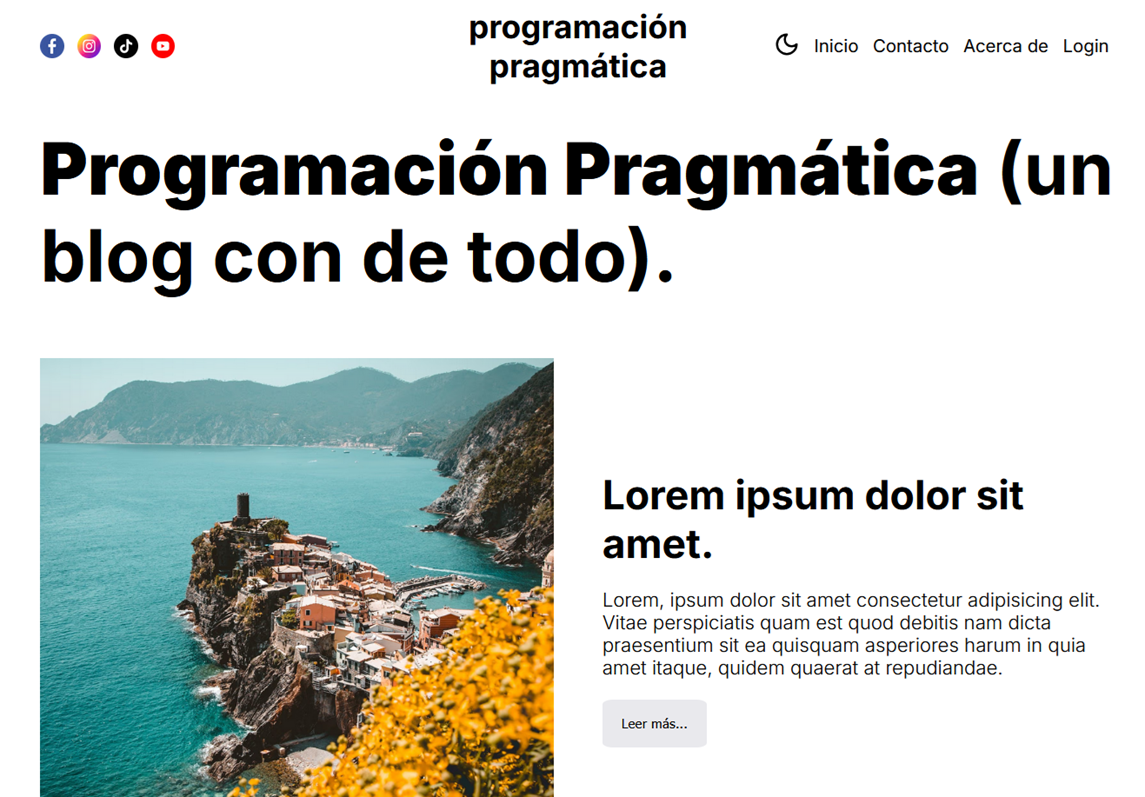 programación
pragmática
Inicio Contacto Acerca de Login
Programación Pragmática (un
blog con de todo).
Lorem ipsum dolor sit
amet.
Lorem, ipsum dolor sit amet consectetur adipisicing elit.
Vitae perspiciatis quam est quod debitis nam dicta
praesentium sit ea quisquam asperiores harum in quia
amet itaque, quidem quaerat at repudiandae.
Leer más...